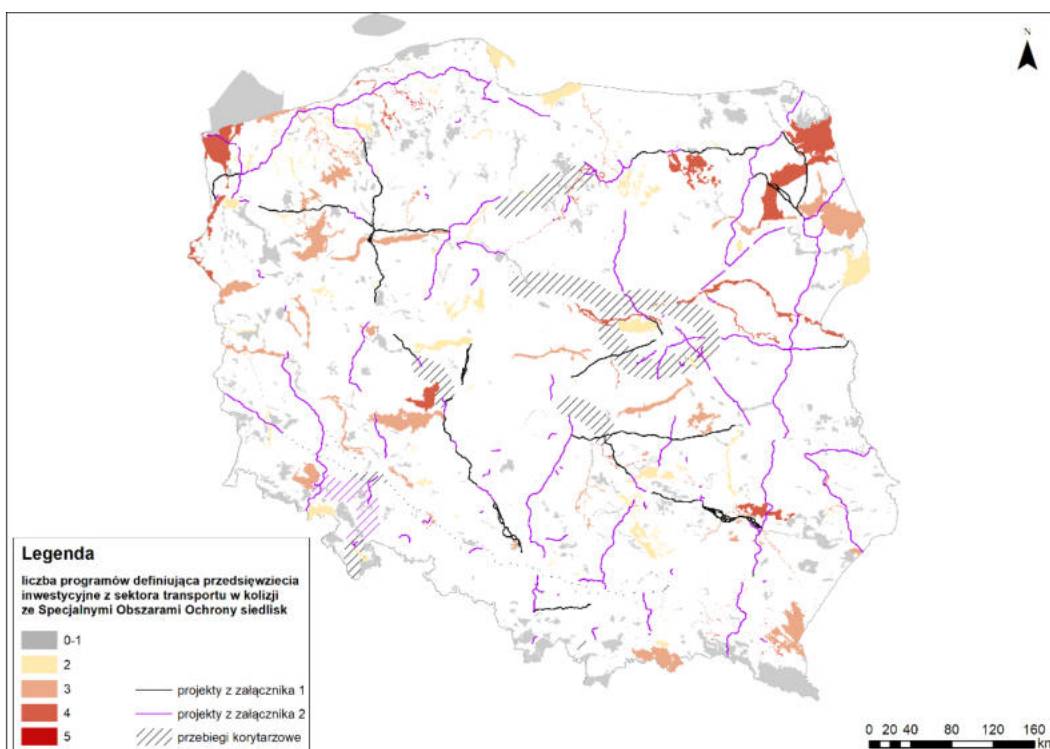 N
Legenda
liczba programów definiująca przedsięwziecia
inwestycyjne z sektora transportu w kolizji
ze Specjalnymi Obszarami Ochrony siedlisk
0-1
2
3
4
5
projekty z załącznika 1
projekty z załącznika 2
przebiegi korytarzowe
0 20 40 80 120 160
km